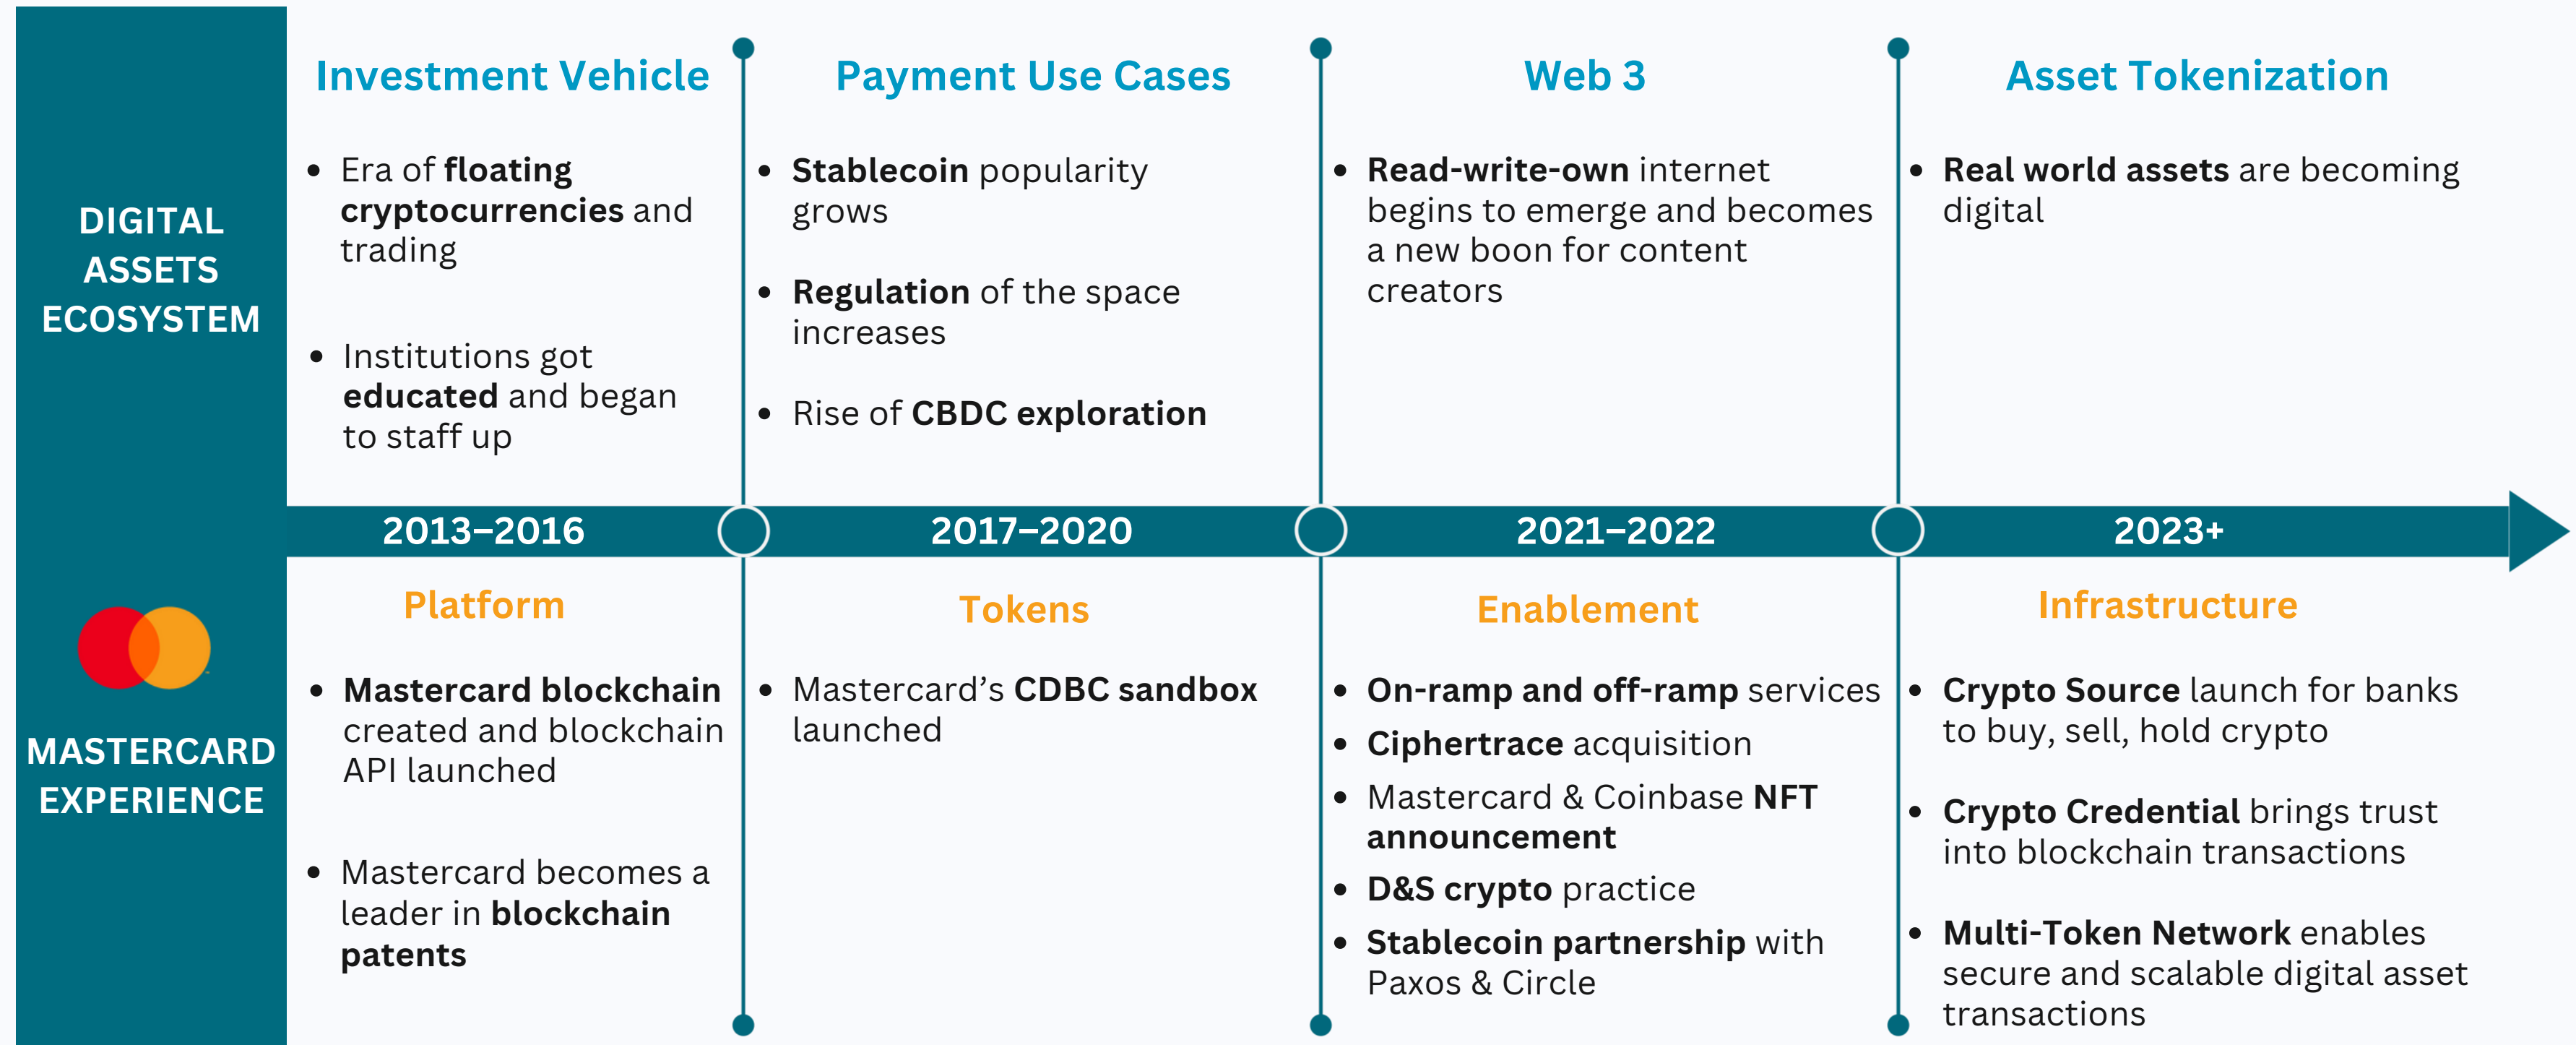 DIGITAL
ASSETS
ECOSYSTEM
Investment Vehicle
• Era of floating
cryptocurrencies and
trading
• Institutions got
educated and began
to staff up
Payment Use Cases
• Stablecoin popularity
grows
• Regulation of the space
increases
• Rise of CBDC exploration
Web 3
• Read-write-own internet
begins to emerge and becomes
a new boon for content
creators
Asset Tokenization
• Real world assets are becoming
digital
2013–2016
2017–2020
2021–2022
2023+
MASTERCARD
EXPERIENCE
Platform
• Mastercard blockchain
created and blockchain
API launched
• Mastercard becomes a
leader in blockchain
patents
Tokens
• Mastercard’s CDBC sandbox
launched
Enablement
• On-ramp and off-ramp services
• Ciphertrace acquisition
• Mastercard & Coinbase NFT
announcement
• D&S crypto practice
• Stablecoin partnership with
Paxos & Circle
Infrastructure
• Crypto Source launch for banks
to buy, sell, hold crypto
• Crypto Credential brings trust
into blockchain transactions
• Multi-Token Network enables
secure and scalable digital asset
transactions